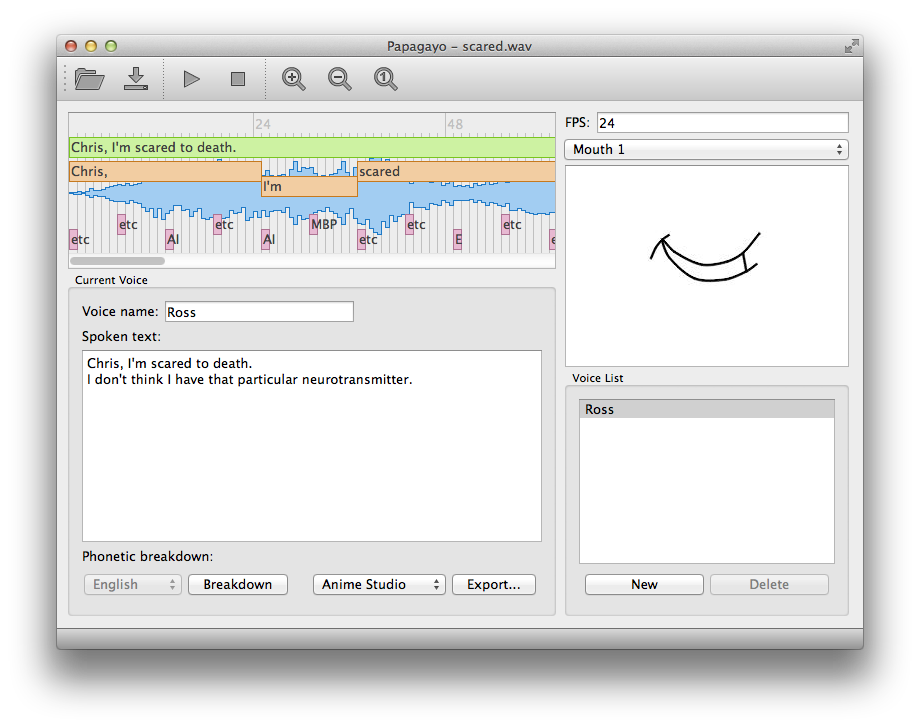 Papagayo – scared.wav
1
24
48
Chris, I'm scared to death.
Chris,
I'm
scared
etc
etc
AI
etc
AI
MBP
etc
etc
E
etc
e
FPS: 24
Mouth 1
Current Voice
Voice name: Ross
Spoken text:
Chris, I'm scared to death.
I don't think I have that particular neurotransmitter.
Phonetic breakdown:
English
Breakdown
Anime Studio
Export...
Voice List
Ross
New
Delete